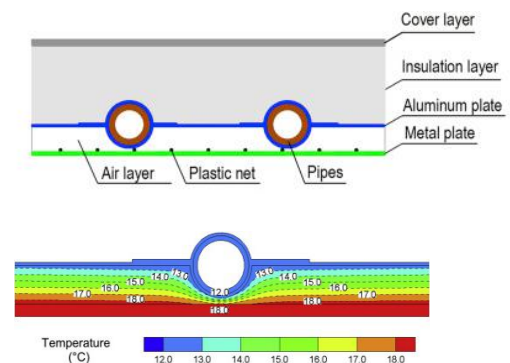 Cover layer
Insulation layer
Aluminum plate
Metal plate
Air layer
Plastic net
Pipes
13.0
13.0
14.0
14.0
15.0
15.0
16.0
16.0
17.0
17.0
12.0
18.0
18.0
18.0
Temperature
(°C)
12.0 13.0 14.0 15.0 16.0 17.0 18.0